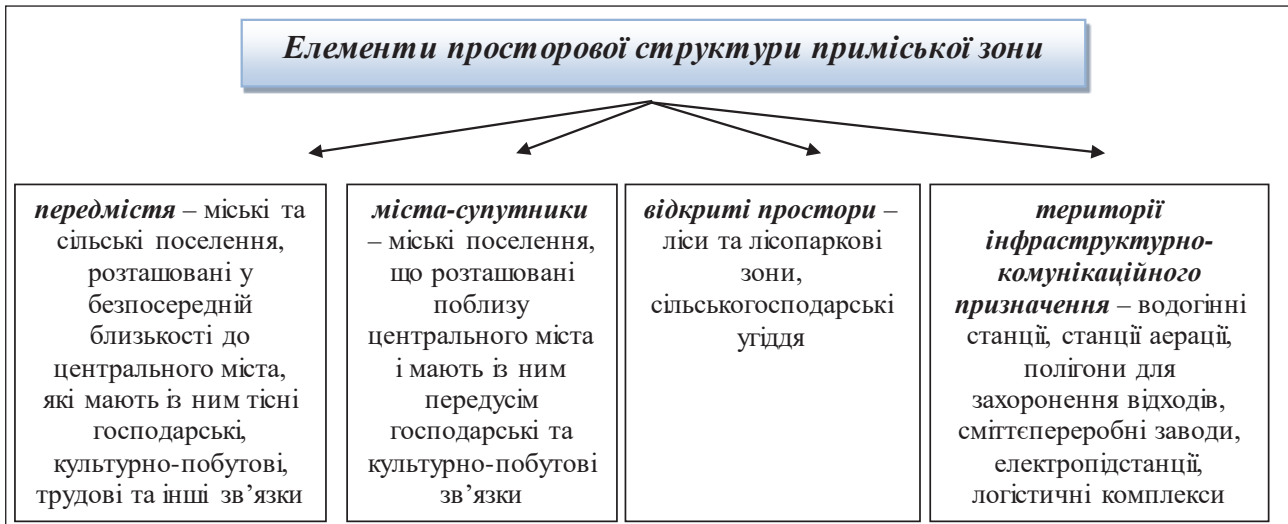 Елементи просторової структури приміської зони
передмістя – міські та
сільські поселення,
розташовані у
безпосередній
близькості до
центрального міста,
які мають із ним тісні
господарські,
культурно-побутові,
трудові та інші зв’язки
міста-супутники
– міські поселення,
що розташовані
поблизу
центрального міста
і мають із ним
передусім
господарські та
культурно-побутові
зв’язки
відкриті простори –
ліси та лісопаркові
зони,
сільськогосподарські
угіддя
території
інфраструктурно-
комунікаційного
призначення – водогінні
станції, станції аерації,
полігони для
захоронення відходів,
сміттєпереробні заводи,
електропідстанції,
логістичні комплекси